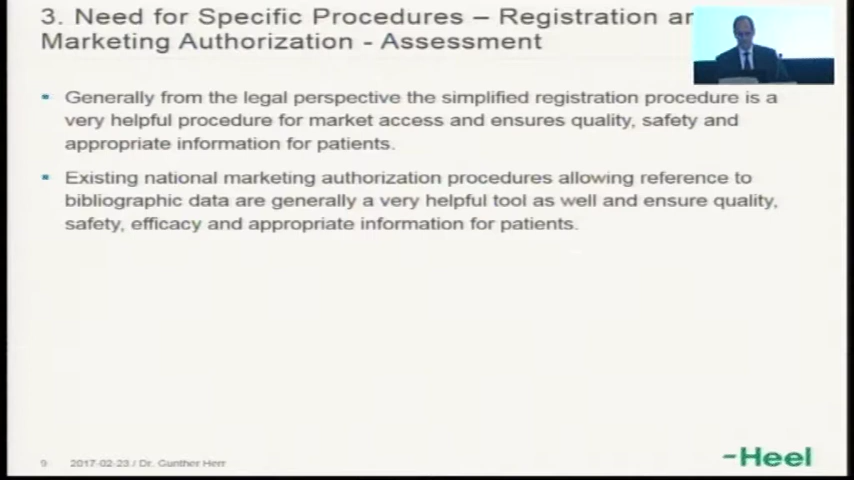 3. Need for Specific Procedures – Registration ar
Marketing Authorization - Assessment
Generally from the legal perspective the simplified registration procedure is a
very helpful procedure for market access and ensures quality, safety and
appropriate information for patients.
Existing national marketing authorization procedures allowing reference to
bibliographic data are generally a very helpful tool as well and ensure quality,
safety, efficacy and appropriate information for patients.
9 2017-02-23 / Dr. Gunther Herr
-Heel